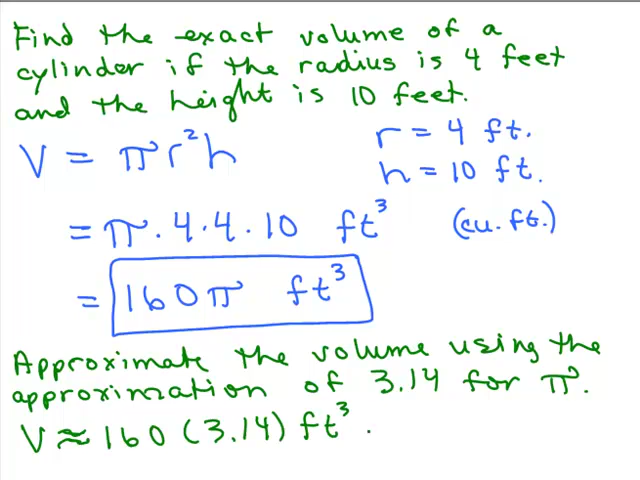 Find the exact volume of a
cylinder if the radius is 4 feet
and the height is 10 feet.
V = πr²h
r = 4 ft.
h = 10 ft.
= π · 4 · 4 · 10 ft³ (cu. ft.)
= 160π ft³
Approximate the volume using the
approximation of 3.14 for π.
V ≈ 160 (3.14) ft³ .